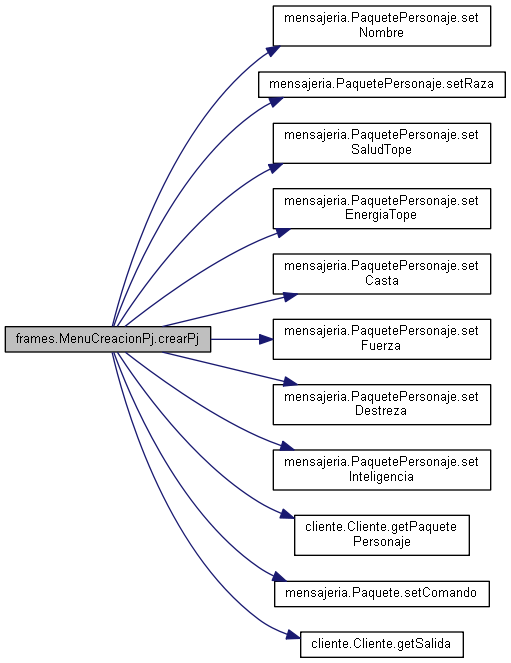 mensajeria.PaquetePersonaje.set
Nombre
mensajeria.PaquetePersonaje.setRaza
mensajeria.PaquetePersonaje.set
SaludTope
mensajeria.PaquetePersonaje.set
EnergiaTope
mensajeria.PaquetePersonaje.set
Casta
frames.MenuCreacionPj.crearPj
mensajeria.PaquetePersonaje.set
Fuerza
mensajeria.PaquetePersonaje.set
Destreza
mensajeria.PaquetePersonaje.set
Inteligencia
cliente.Cliente.getPaquete
Personaje
mensajeria.Paquete.setComando
cliente.Cliente.getSalida